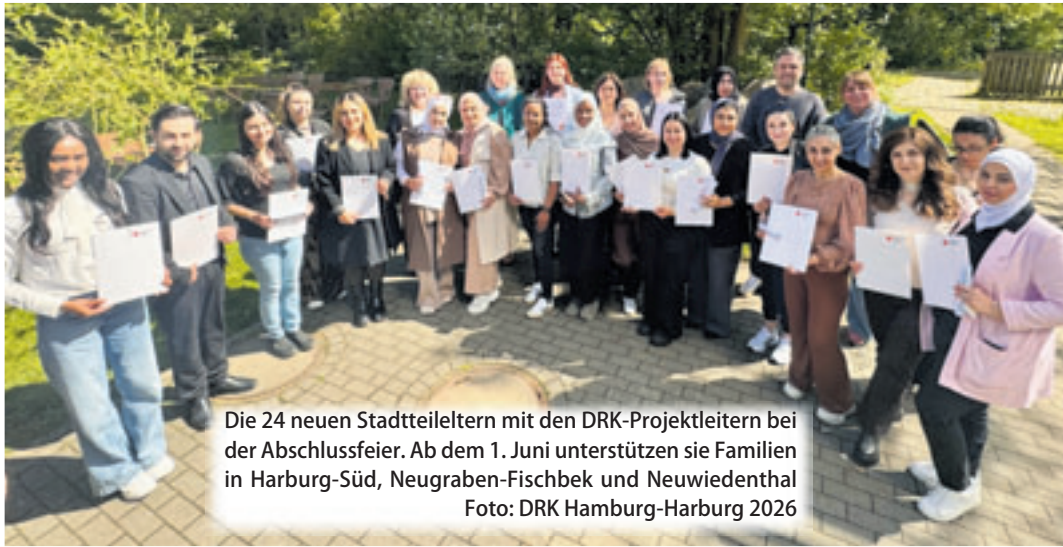 Die 24 neuen Stadtteileltern mit den DRK-Projektleitern bei
der Abschlussfeier. Ab dem 1. Juni unterstützen sie Familien
in Harburg-Süd, Neugraben-Fischbek und Neuwiedenthal
Foto: DRK Hamburg-Harburg 2026